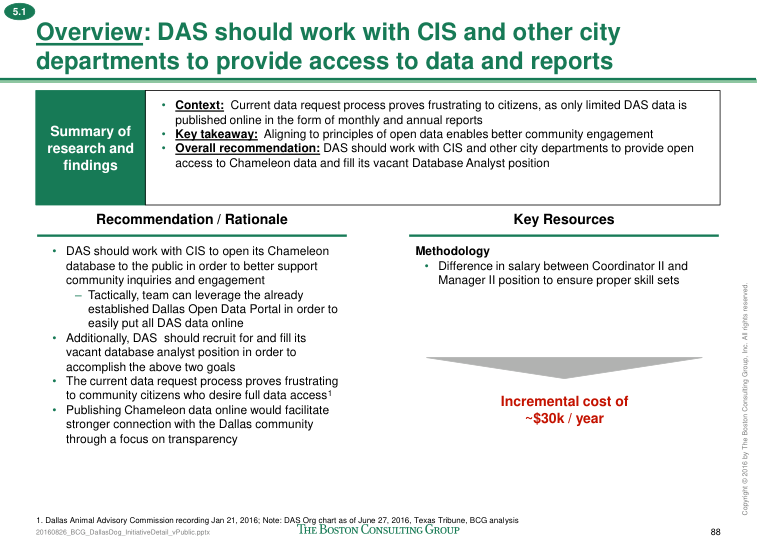 5.1
Overview: DAS should work with CIS and other city
departments to provide access to data and reports
Summary of
research and
findings
• Context: Current data request process proves frustrating to citizens, as only limited DAS data is
published online in the form of monthly and annual reports
• Key takeaway: Aligning to principles of open data enables better community engagement
• Overall recommendation: DAS should work with CIS and other city departments to provide open
access to Chameleon data and fill its vacant Database Analyst position
Recommendation / Rationale
• DAS should work with CIS to open its Chameleon
database to the public in order to better support
community inquiries and engagement
– Tactically, team can leverage the already
established Dallas Open Data Portal in order to
easily put all DAS data online
• Additionally, DAS should recruit for and fill its
vacant database analyst position in order to
accomplish the above two goals
• The current data request process proves frustrating
to community citizens who desire full data access¹
• Publishing Chameleon data online would facilitate
stronger connection with the Dallas community
through a focus on transparency
Key Resources
Methodology
• Difference in salary between Coordinator II and
Manager II position to ensure proper skill sets
Incremental cost of
~$30k / year
Copyright © 2016 by The Boston Consulting Group, Inc. All rights reserved.
1. Dallas Animal Advisory Commission recording Jan 21, 2016; Note: DAS Org chart as of June 27, 2016, Texas Tribune, BCG analysis
20160826_BCG_DallasDog_InitiativeDetail_vPublic.pptx
The Boston Consulting Group
88